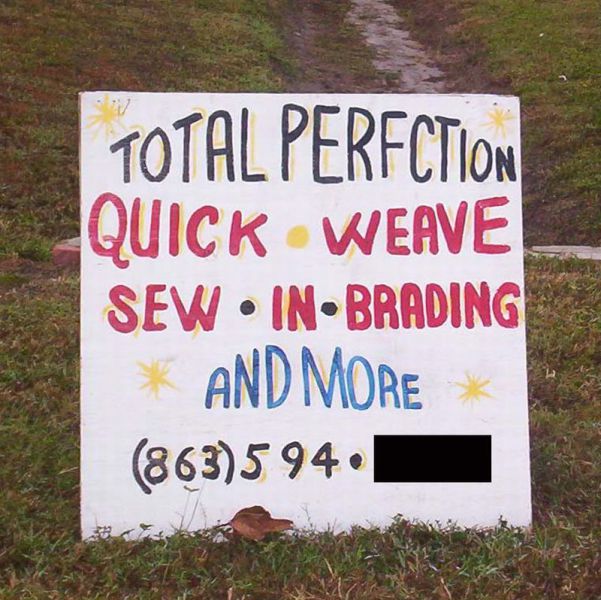 TOTAL PERFCTION
QUICK • WEAVE
SEW • IN • BRADING
AND MORE
(863) 594 •